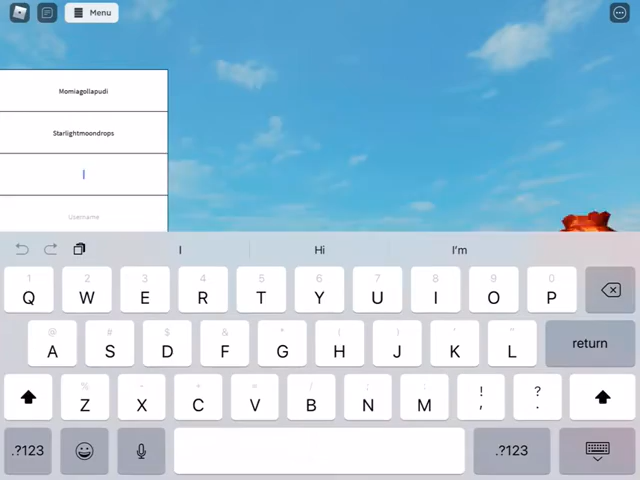 Menu
Momiagollapudi
Starlightmoondrops
Username
I Hi I'm
1 2 3 4 5 6 7 8 9 0
Q W E R T Y U I O P
@ # $ & * ( ) ' "
A S D F G H J K L return
% - + = / ; : ! ?
Z X C V B N M , .
.?123 .?123